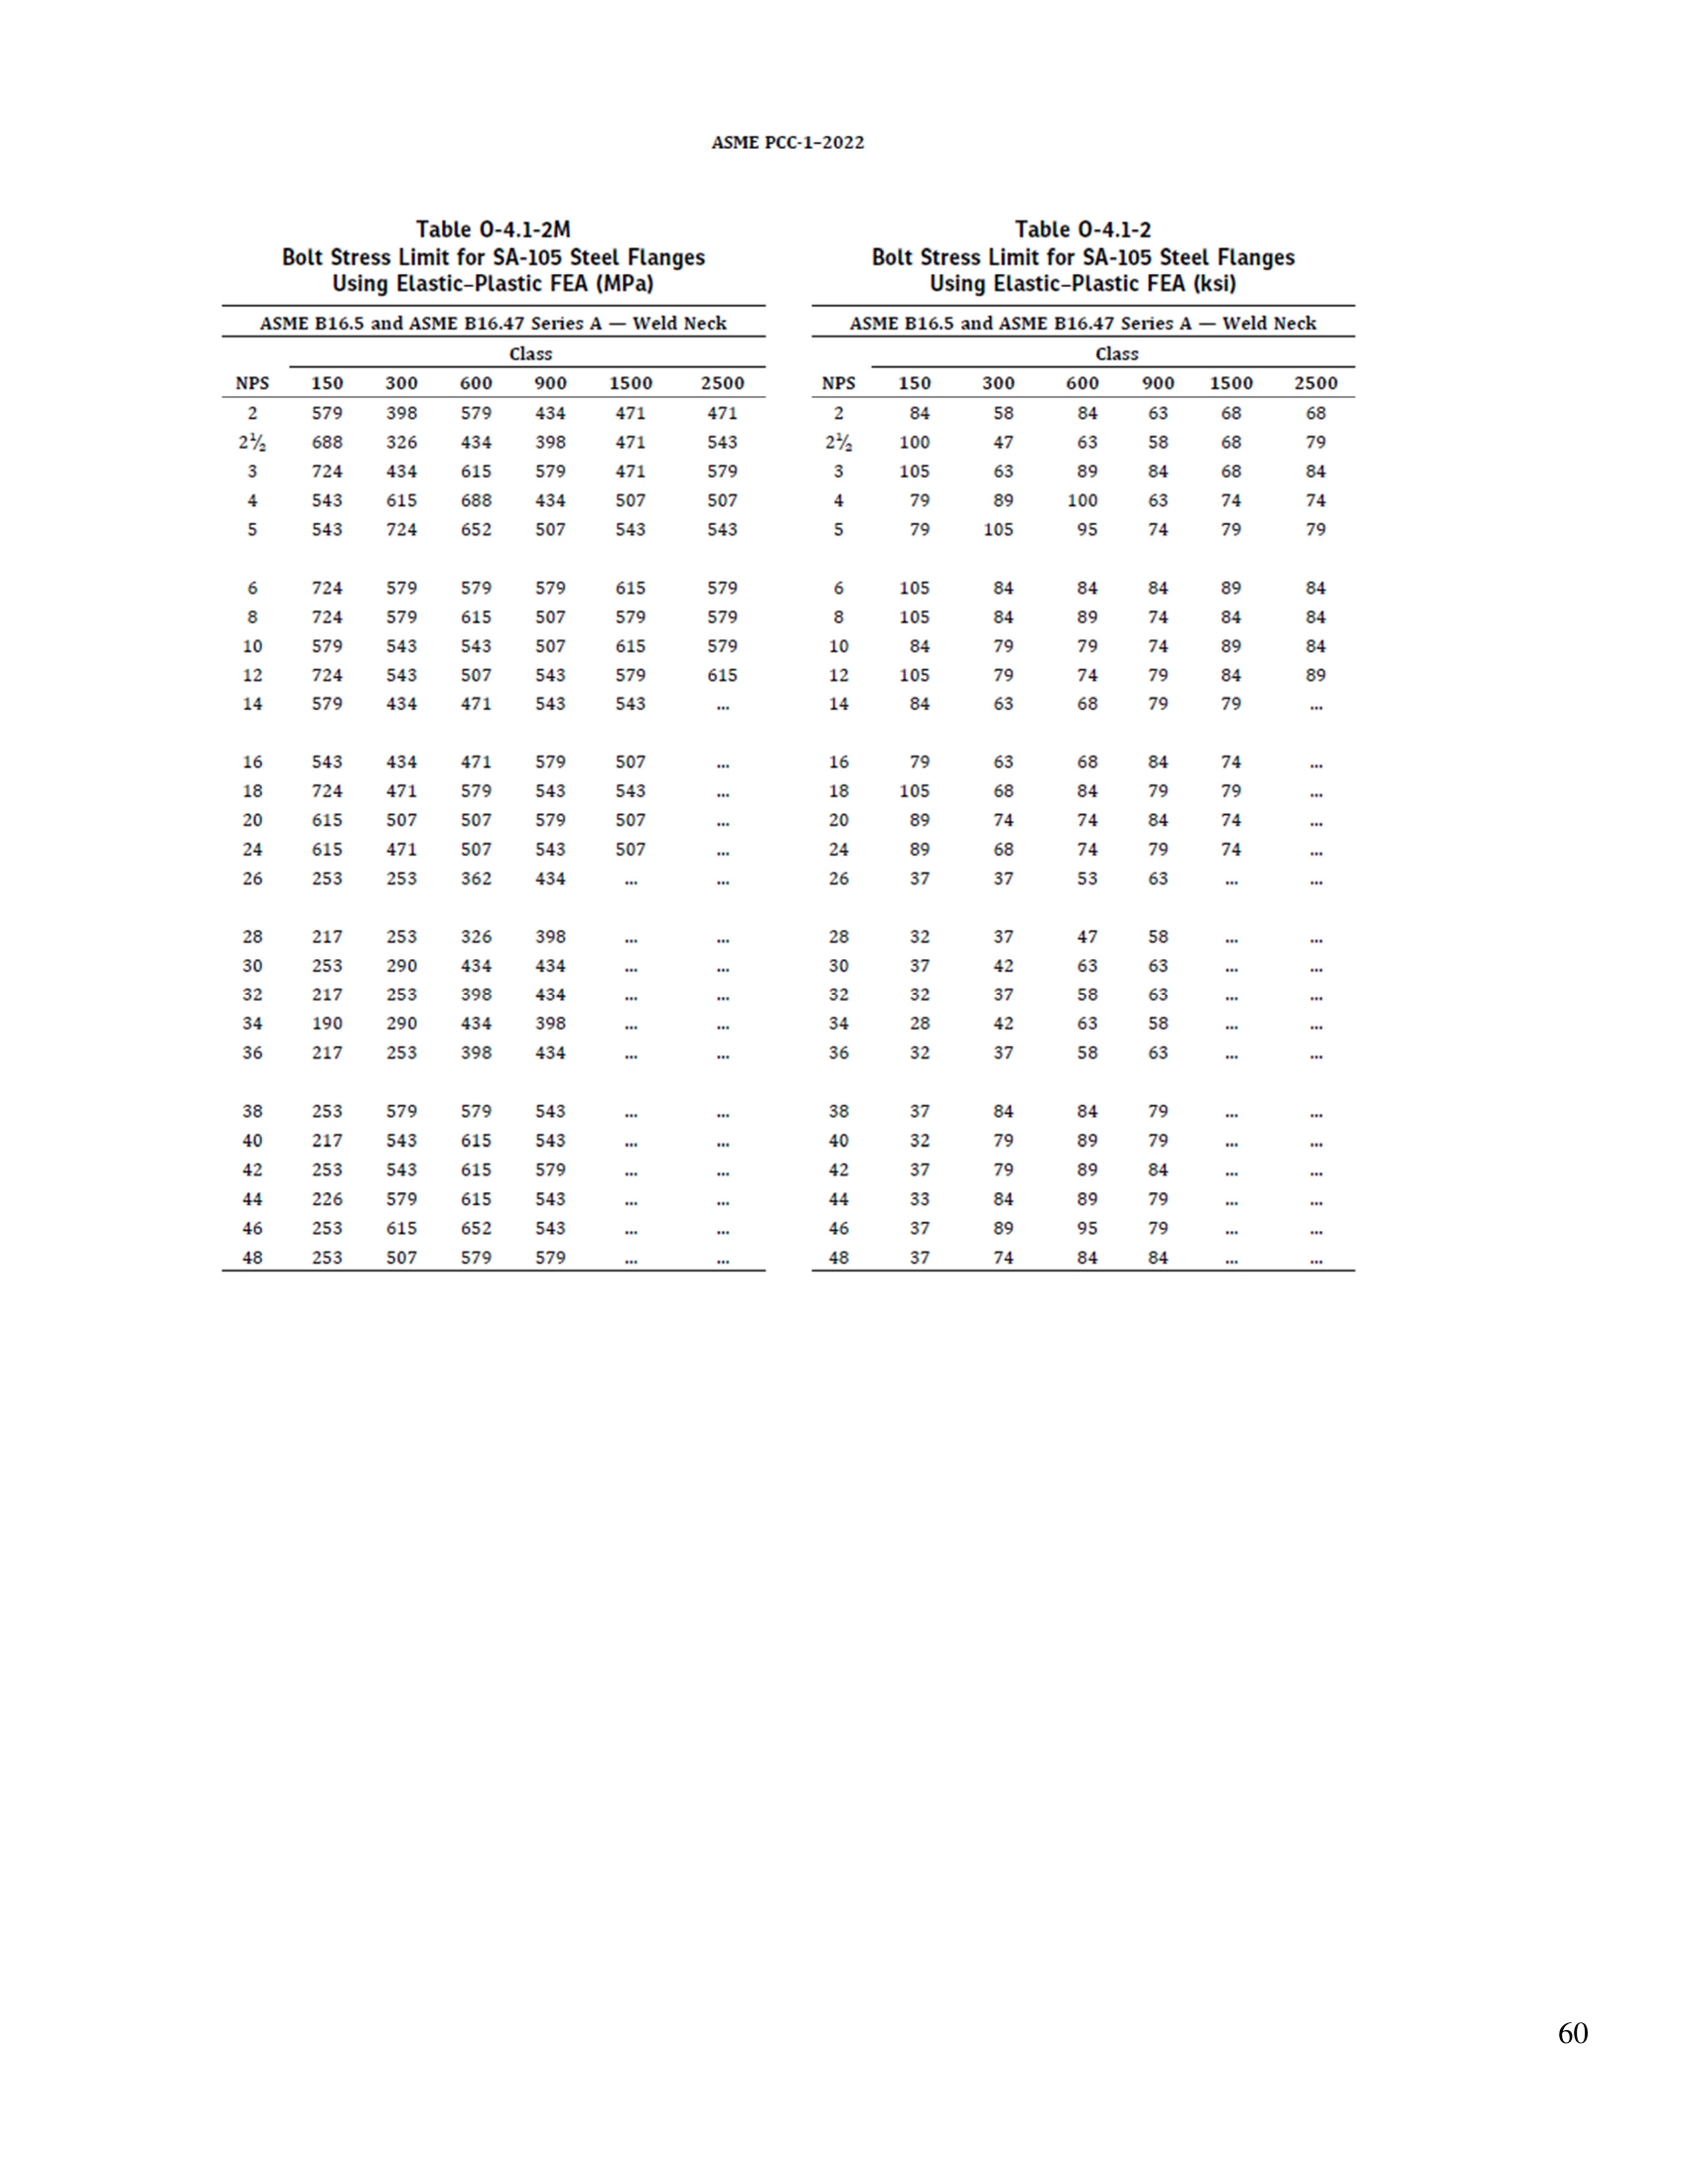 ASME PCC-1–2022
Table O-4.1-2M
Bolt Stress Limit for SA-105 Steel Flanges
Using Elastic–Plastic FEA (MPa)
ASME B16.5 and ASME B16.47 Series A — Weld Neck
Class
NPS 150 300 600 900 1500 2500
2 579 398 579 434 471 471
2½ 688 326 434 398 471 543
3 724 434 615 579 471 579
4 543 615 688 434 507 507
5 543 724 652 507 543 543
6 724 579 579 579 615 579
8 724 579 615 507 579 579
10 579 543 543 507 615 579
12 724 543 507 543 579 615
14 579 434 471 543 543 ...
16 543 434 471 579 507 ...
18 724 471 579 543 543 ...
20 615 507 507 579 507 ...
24 615 471 507 543 507 ...
26 253 253 362 434 ... ...
28 217 253 326 398 ... ...
30 253 290 434 434 ... ...
32 217 253 398 434 ... ...
34 190 290 434 398 ... ...
36 217 253 398 434 ... ...
38 253 579 579 543 ... ...
40 217 543 615 543 ... ...
42 253 543 615 579 ... ...
44 226 579 615 543 ... ...
46 253 615 652 543 ... ...
48 253 507 579 579 ... ...
Table O-4.1-2
Bolt Stress Limit for SA-105 Steel Flanges
Using Elastic–Plastic FEA (ksi)
ASME B16.5 and ASME B16.47 Series A — Weld Neck
Class
NPS 150 300 600 900 1500 2500
2 84 58 84 63 68 68
2½ 100 47 63 58 68 79
3 105 63 89 84 68 84
4 79 89 100 63 74 74
5 79 105 95 74 79 79
6 105 84 84 84 89 84
8 105 84 89 74 84 84
10 84 79 79 74 89 84
12 105 79 74 79 84 89
14 84 63 68 79 79 ...
16 79 63 68 84 74 ...
18 105 68 84 79 79 ...
20 89 74 74 84 74 ...
24 89 68 74 79 74 ...
26 37 37 53 63 ... ...
28 32 37 47 58 ... ...
30 37 42 63 63 ... ...
32 32 37 58 63 ... ...
34 28 42 63 58 ... ...
36 32 37 58 63 ... ...
38 37 84 84 79 ... ...
40 32 79 89 79 ... ...
42 37 79 89 84 ... ...
44 33 84 89 79 ... ...
46 37 89 95 79 ... ...
48 37 74 84 84 ... ...
60